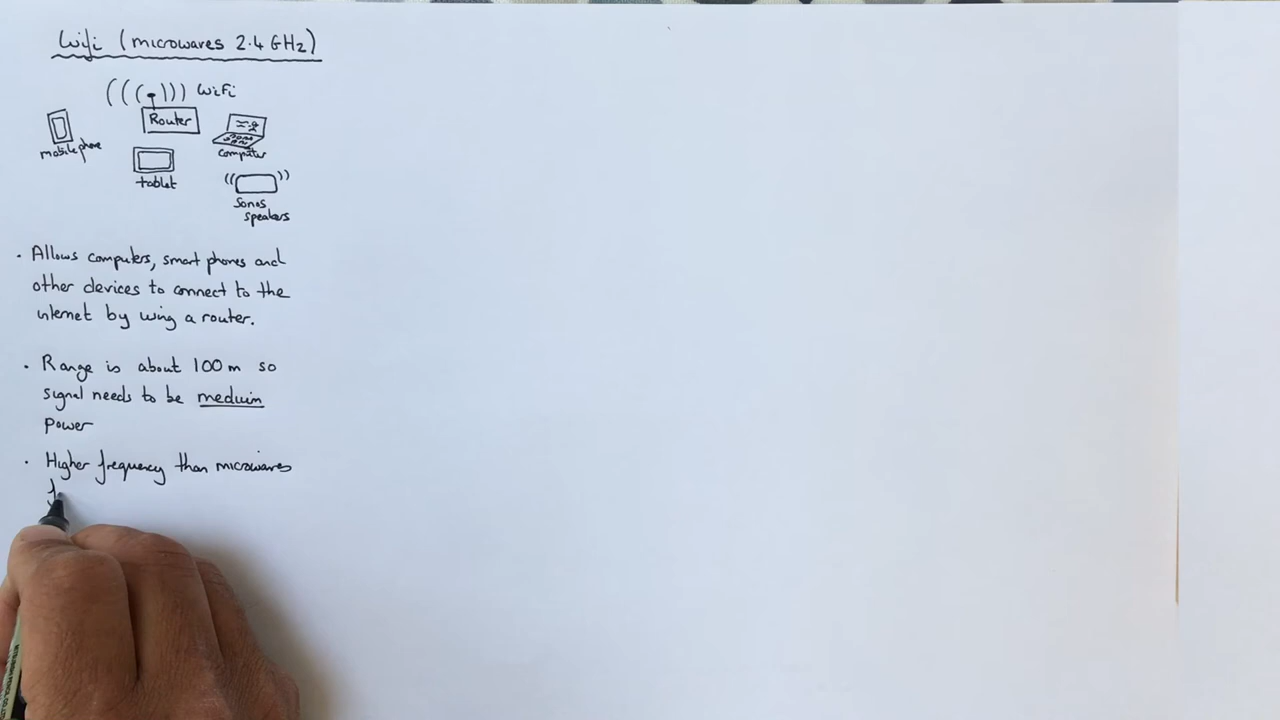 Wifi (microwaves 2.4 GHz)
WiFi
Router
mobile phone
computer
tablet
Sonos
speakers
· Allows computers, smart phones and
other devices to connect to the
internet by using a router.
· Range is about 100 m so
signal needs to be meduim
power
· Higher frequency than microwaves